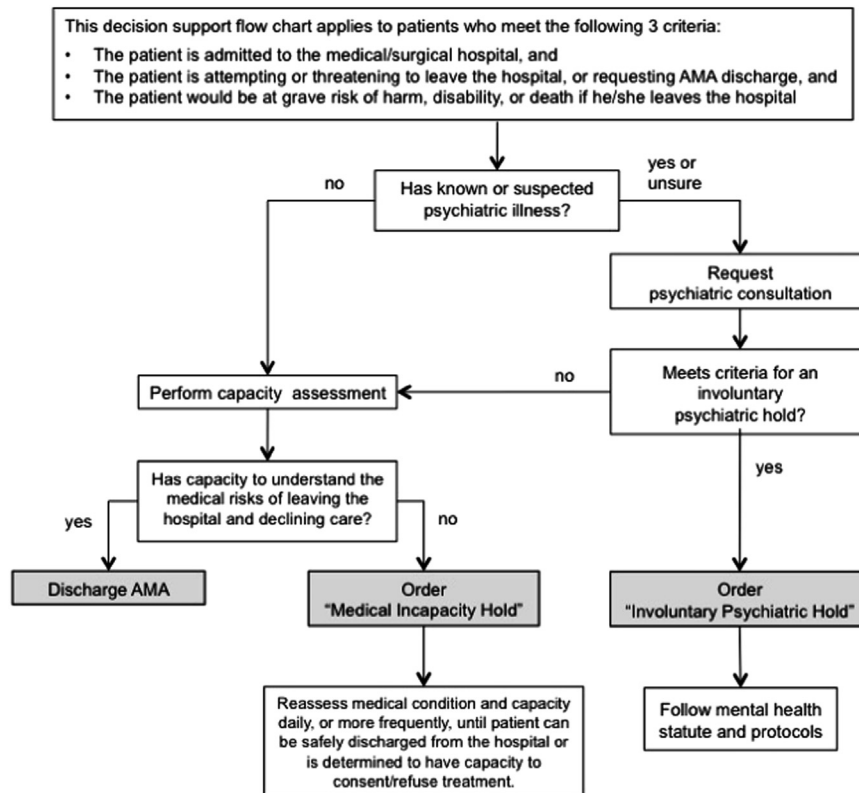 This decision support flow chart applies to patients who meet the following 3 criteria:
• The patient is admitted to the medical/surgical hospital, and
• The patient is attempting or threatening to leave the hospital, or requesting AMA discharge, and
• The patient would be at grave risk of harm, disability, or death if he/she leaves the hospital
no
Has known or suspected
psychiatric illness?
yes or
unsure
Request
psychiatric consultation
Perform capacity assessment
no
Meets criteria for an
involuntary
psychiatric hold?
Has capacity to understand the
medical risks of leaving the
hospital and declining care?
yes
no
yes
Discharge AMA
Order
“Medical Incapacity Hold”
Order
“Involuntary Psychiatric Hold”
Reassess medical condition and capacity
daily, or more frequently, until patient can
be safely discharged from the hospital or
is determined to have capacity to
consent/refuse treatment.
Follow mental health
statute and protocols